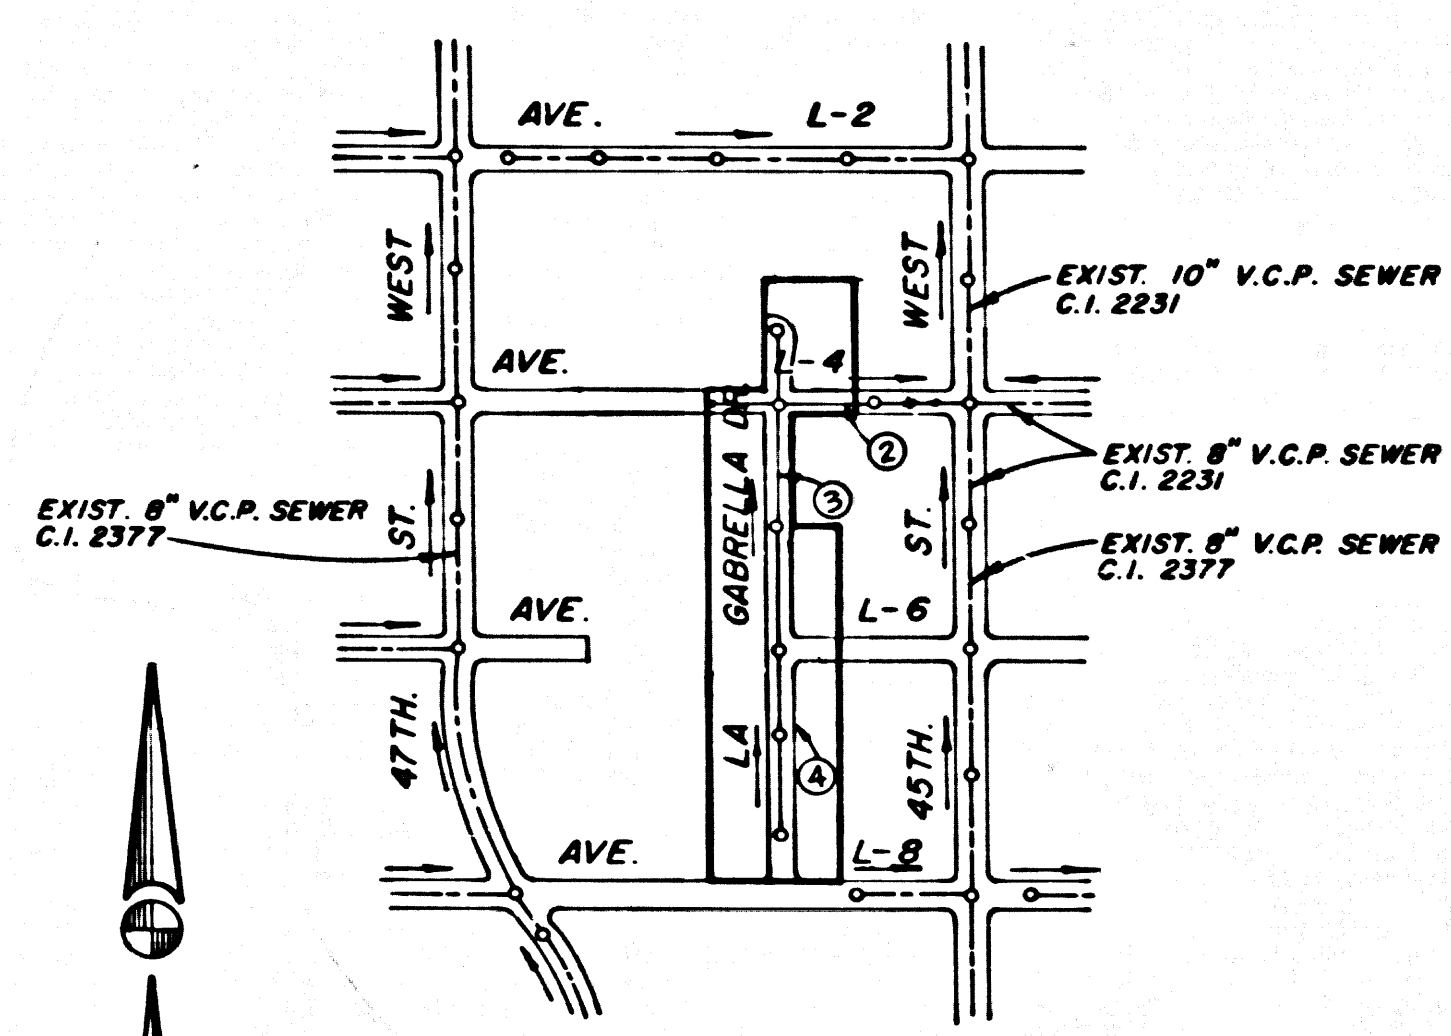 AVE. L-2
WEST
WEST
EXIST. 10" V.C.P. SEWER
C.I. 2231
AVE. L-4
2
EXIST. 8" V.C.P. SEWER
C.I. 2231
3
EXIST. 8" V.C.P. SEWER
C.I. 2377
ST.
LA GABRELLA DR
ST.
EXIST. 8" V.C.P. SEWER
C.I. 2377
AVE. L-6
47TH.
4
45TH.
AVE. L-8